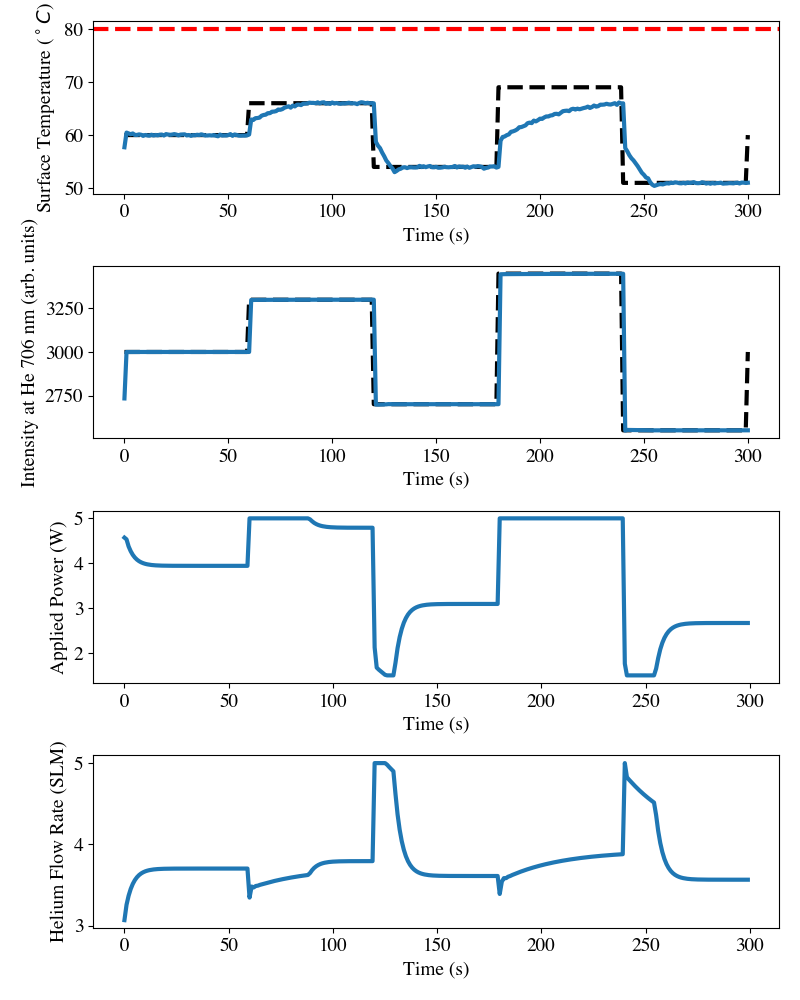 Surface Temperature (°C)
80
70
60
50
0 50 100 150 200 250 300
Time (s)
Intensity at He 706 nm (arb. units)
3250
3000
2750
0 50 100 150 200 250 300
Time (s)
Applied Power (W)
5
4
3
2
0 50 100 150 200 250 300
Time (s)
Helium Flow Rate (SLM)
5
4
3
0 50 100 150 200 250 300
Time (s)